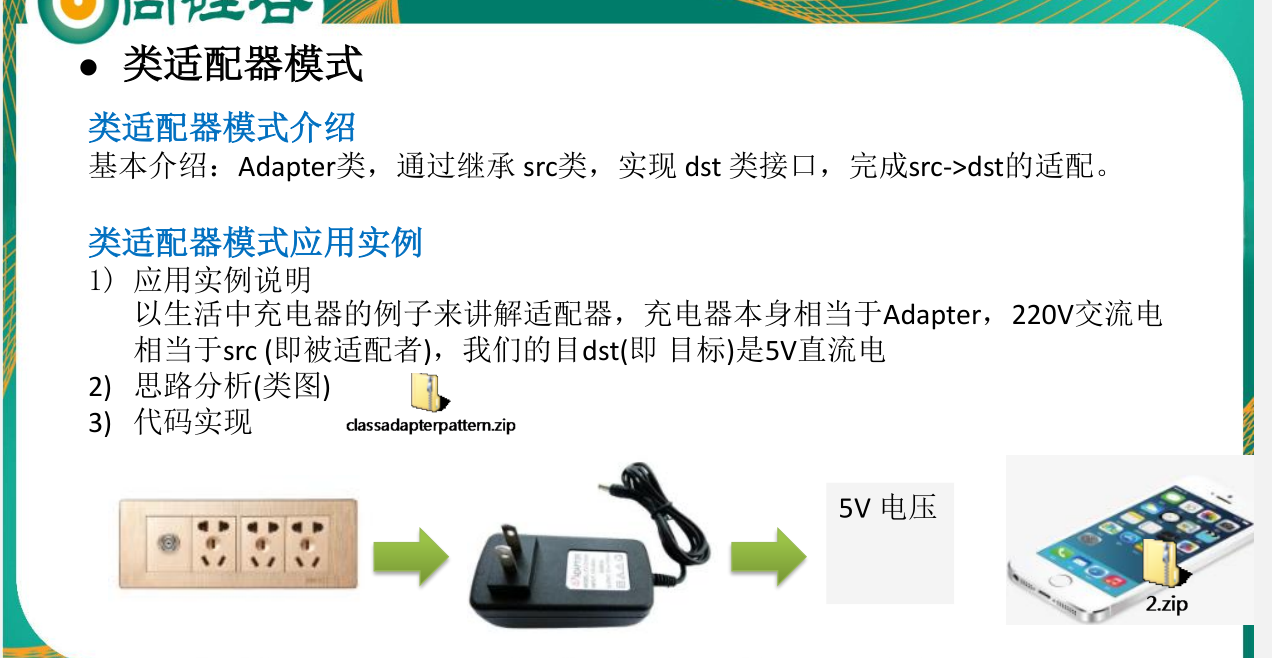 尚硅谷
● 类适配器模式
类适配器模式介绍
基本介绍：Adapter类，通过继承 src类，实现 dst 类接口，完成src->dst的适配。
类适配器模式应用实例
1) 应用实例说明
以生活中充电器的例子来讲解适配器，充电器本身相当于Adapter，220V交流电
相当于src (即被适配者)，我们的目dst(即 目标)是5V直流电
2) 思路分析(类图)
3) 代码实现
classadapterpattern.zip
ADAPTER
5V 电压
2.zip